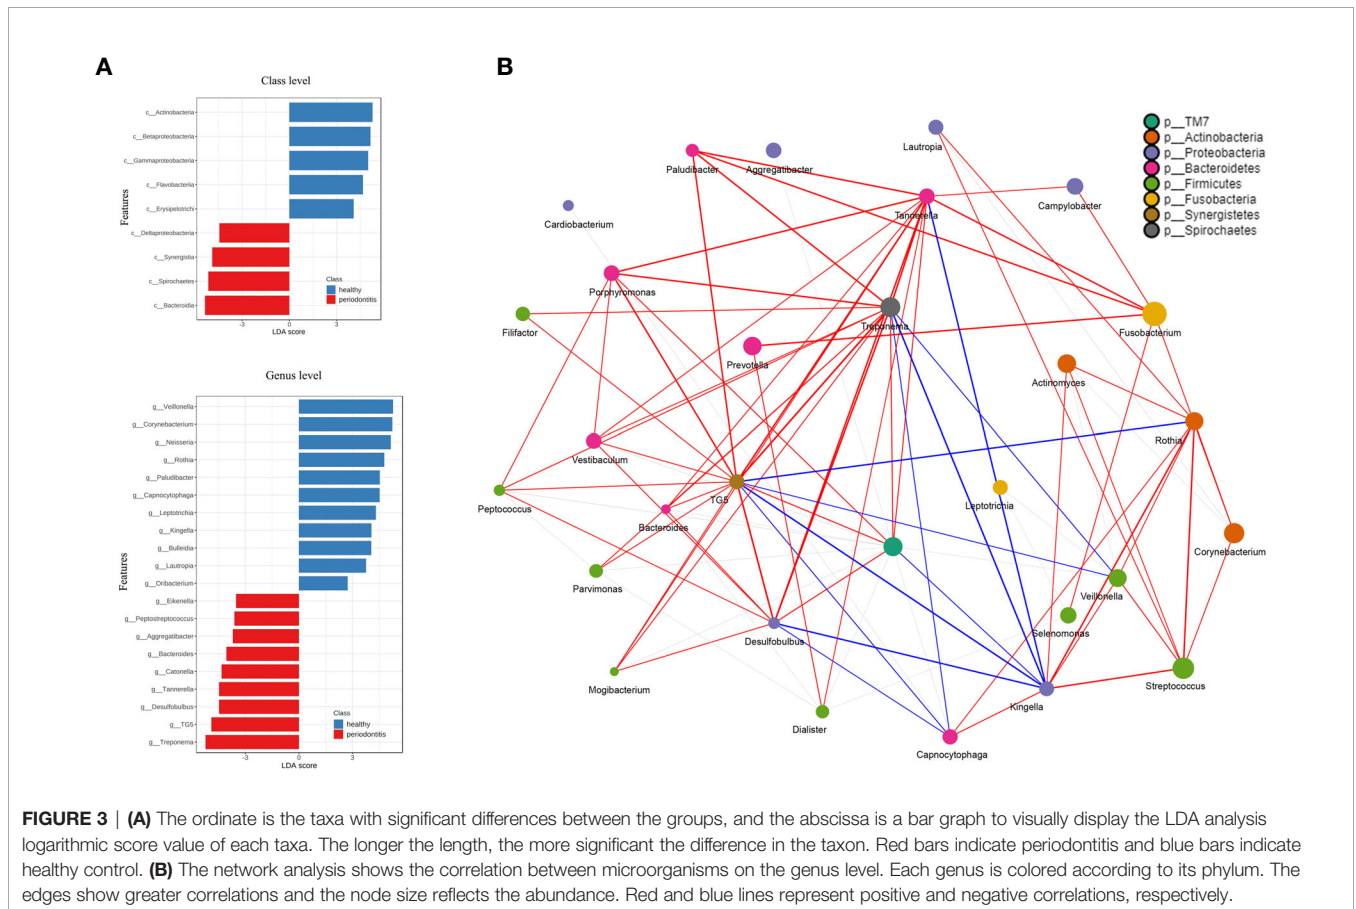 A
Class level
c__Actinobacteria
c__Betaproteobacteria
c__Gammaproteobacteria
c__Flavobacteriia
c__Erysipelotrichi
c__Deltaproteobacteria
c__Synergistia
c__Spirochaetes
c__Bacteroidia
Features
Class
healthy
periodontitis
-3
0
3
LDA score
Genus level
g__Veillonella
g__Corynebacterium
g__Neisseria
g__Rothia
g__Paludibacter
g__Capnocytophaga
g__Leptotrichia
g__Kingella
g__Bulleidia
g__Lautropia
g__Oribacterium
g__Eikenella
g__Peptostreptococcus
g__Aggregatibacter
g__Bacteroides
g__Catonella
g__Tannerella
g__Desulfobulbus
g__TG5
g__Treponema
Features
Class
healthy
periodontitis
-3
0
3
LDA score
B
p__TM7
p__Actinobacteria
p__Proteobacteria
p__Bacteroidetes
p__Firmicutes
p__Fusobacteria
p__Synergistetes
p__Spirochaetes
Lautropia
Paludibacter
Aggregatibacter
Campylobacter
Tannerella
Cardiobacterium
Porphyromonas
Treponema
Filifactor
Fusobacterium
Prevotella
Actinomyces
Rothia
Vestibaculum
TG5
Leptotrichia
Peptococcus
Bacteroides
Corynebacterium
Parvimonas
Veillonella
Selenomonas
Desulfobulbus
Mogibacterium
Streptococcus
Kingella
Dialister
Capnocytophaga
FIGURE 3 | (A) The ordinate is the taxa with significant differences between the groups, and the abscissa is a bar graph to visually display the LDA analysis
logarithmic score value of each taxa. The longer the length, the more significant the difference in the taxon. Red bars indicate periodontitis and blue bars indicate
healthy control. (B) The network analysis shows the correlation between microorganisms on the genus level. Each genus is colored according to its phylum. The
edges show greater correlations and the node size reflects the abundance. Red and blue lines represent positive and negative correlations, respectively.